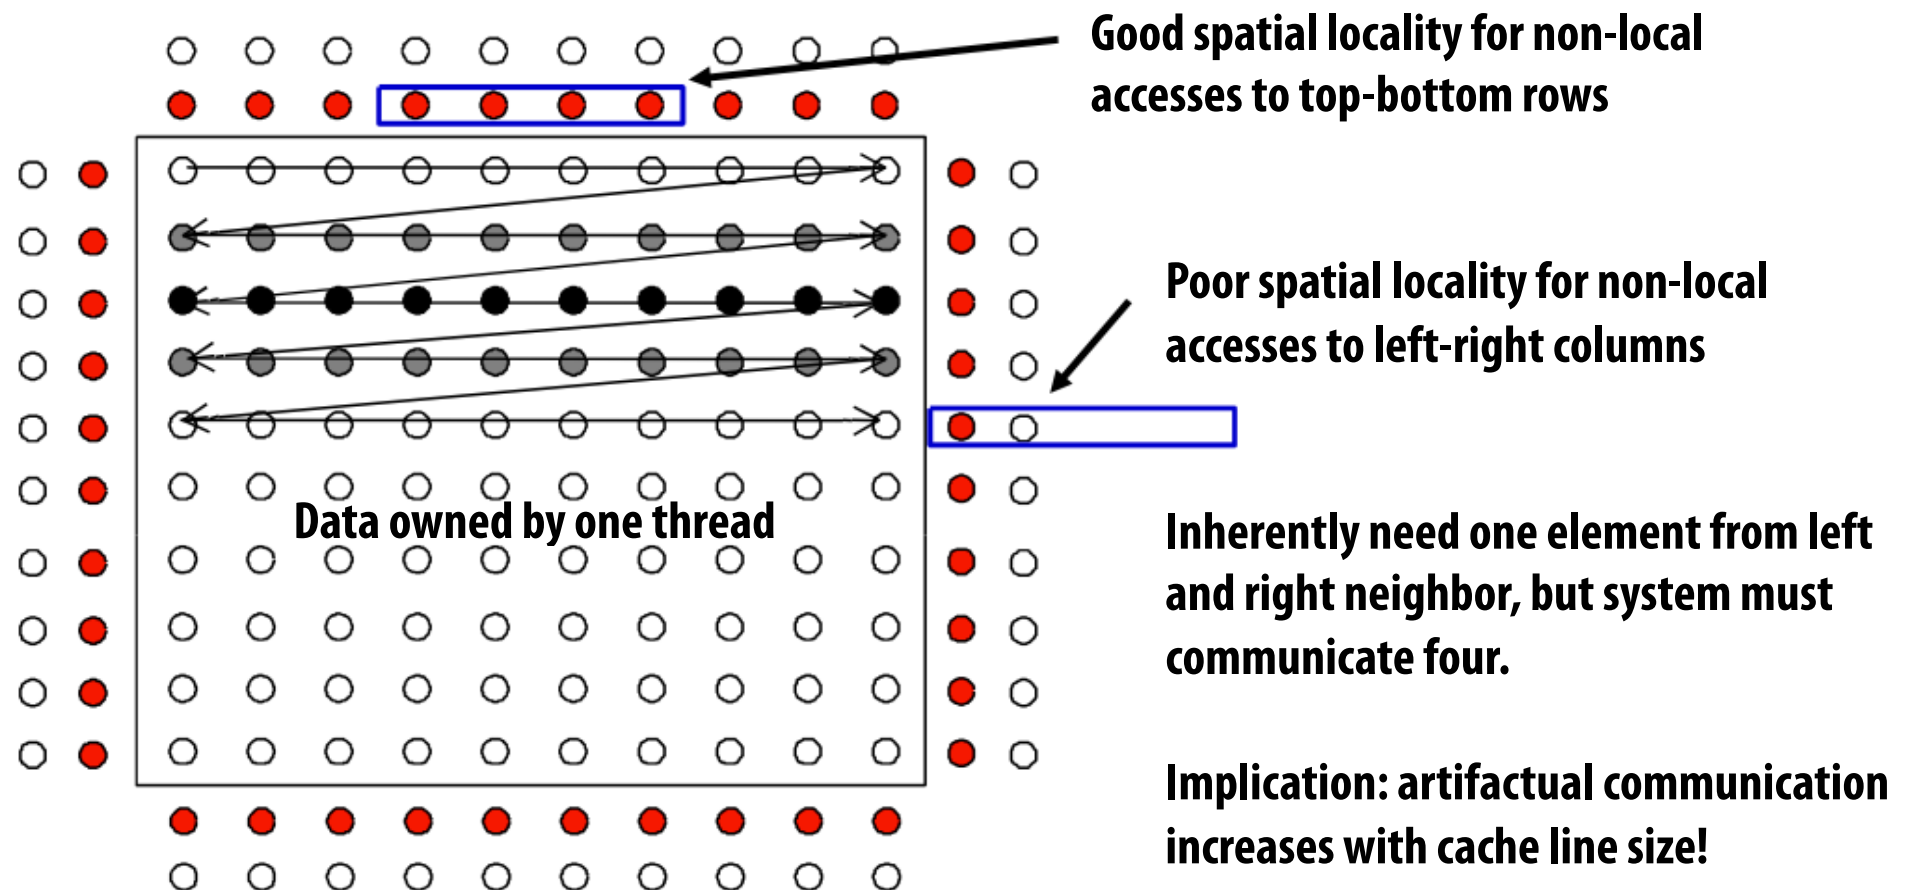 Good spatial locality for non-local
accesses to top-bottom rows
Poor spatial locality for non-local
accesses to left-right columns
Data owned by one thread
Inherently need one element from left
and right neighbor, but system must
communicate four.
Implication: artifactual communication
increases with cache line size!